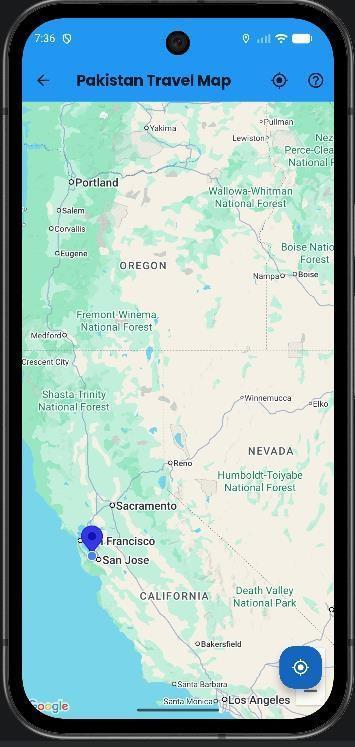 7:36
Pakistan Travel Map
Pullman
Yakima
Lewiston
Nez
Perce-Clea
National F
Portland
Wallowa-Whitman
National Forest
Salem
Corvallis
Eugene
Boise Natio
Forest
OREGON
Nampa
Boise
Fremont-Winema
National Forest
Medford
Crescent City
Shasta-Trinity
National Forest
Winnemucca
Elko
NEVADA
Reno
Humboldt-Toiyabe
National Forest
Sacramento
Francisco
San Jose
CALIFORNIA
Death Valley
National Park
Bakersfield
Santa Barbara
Santa Monica
Los Angeles
Google